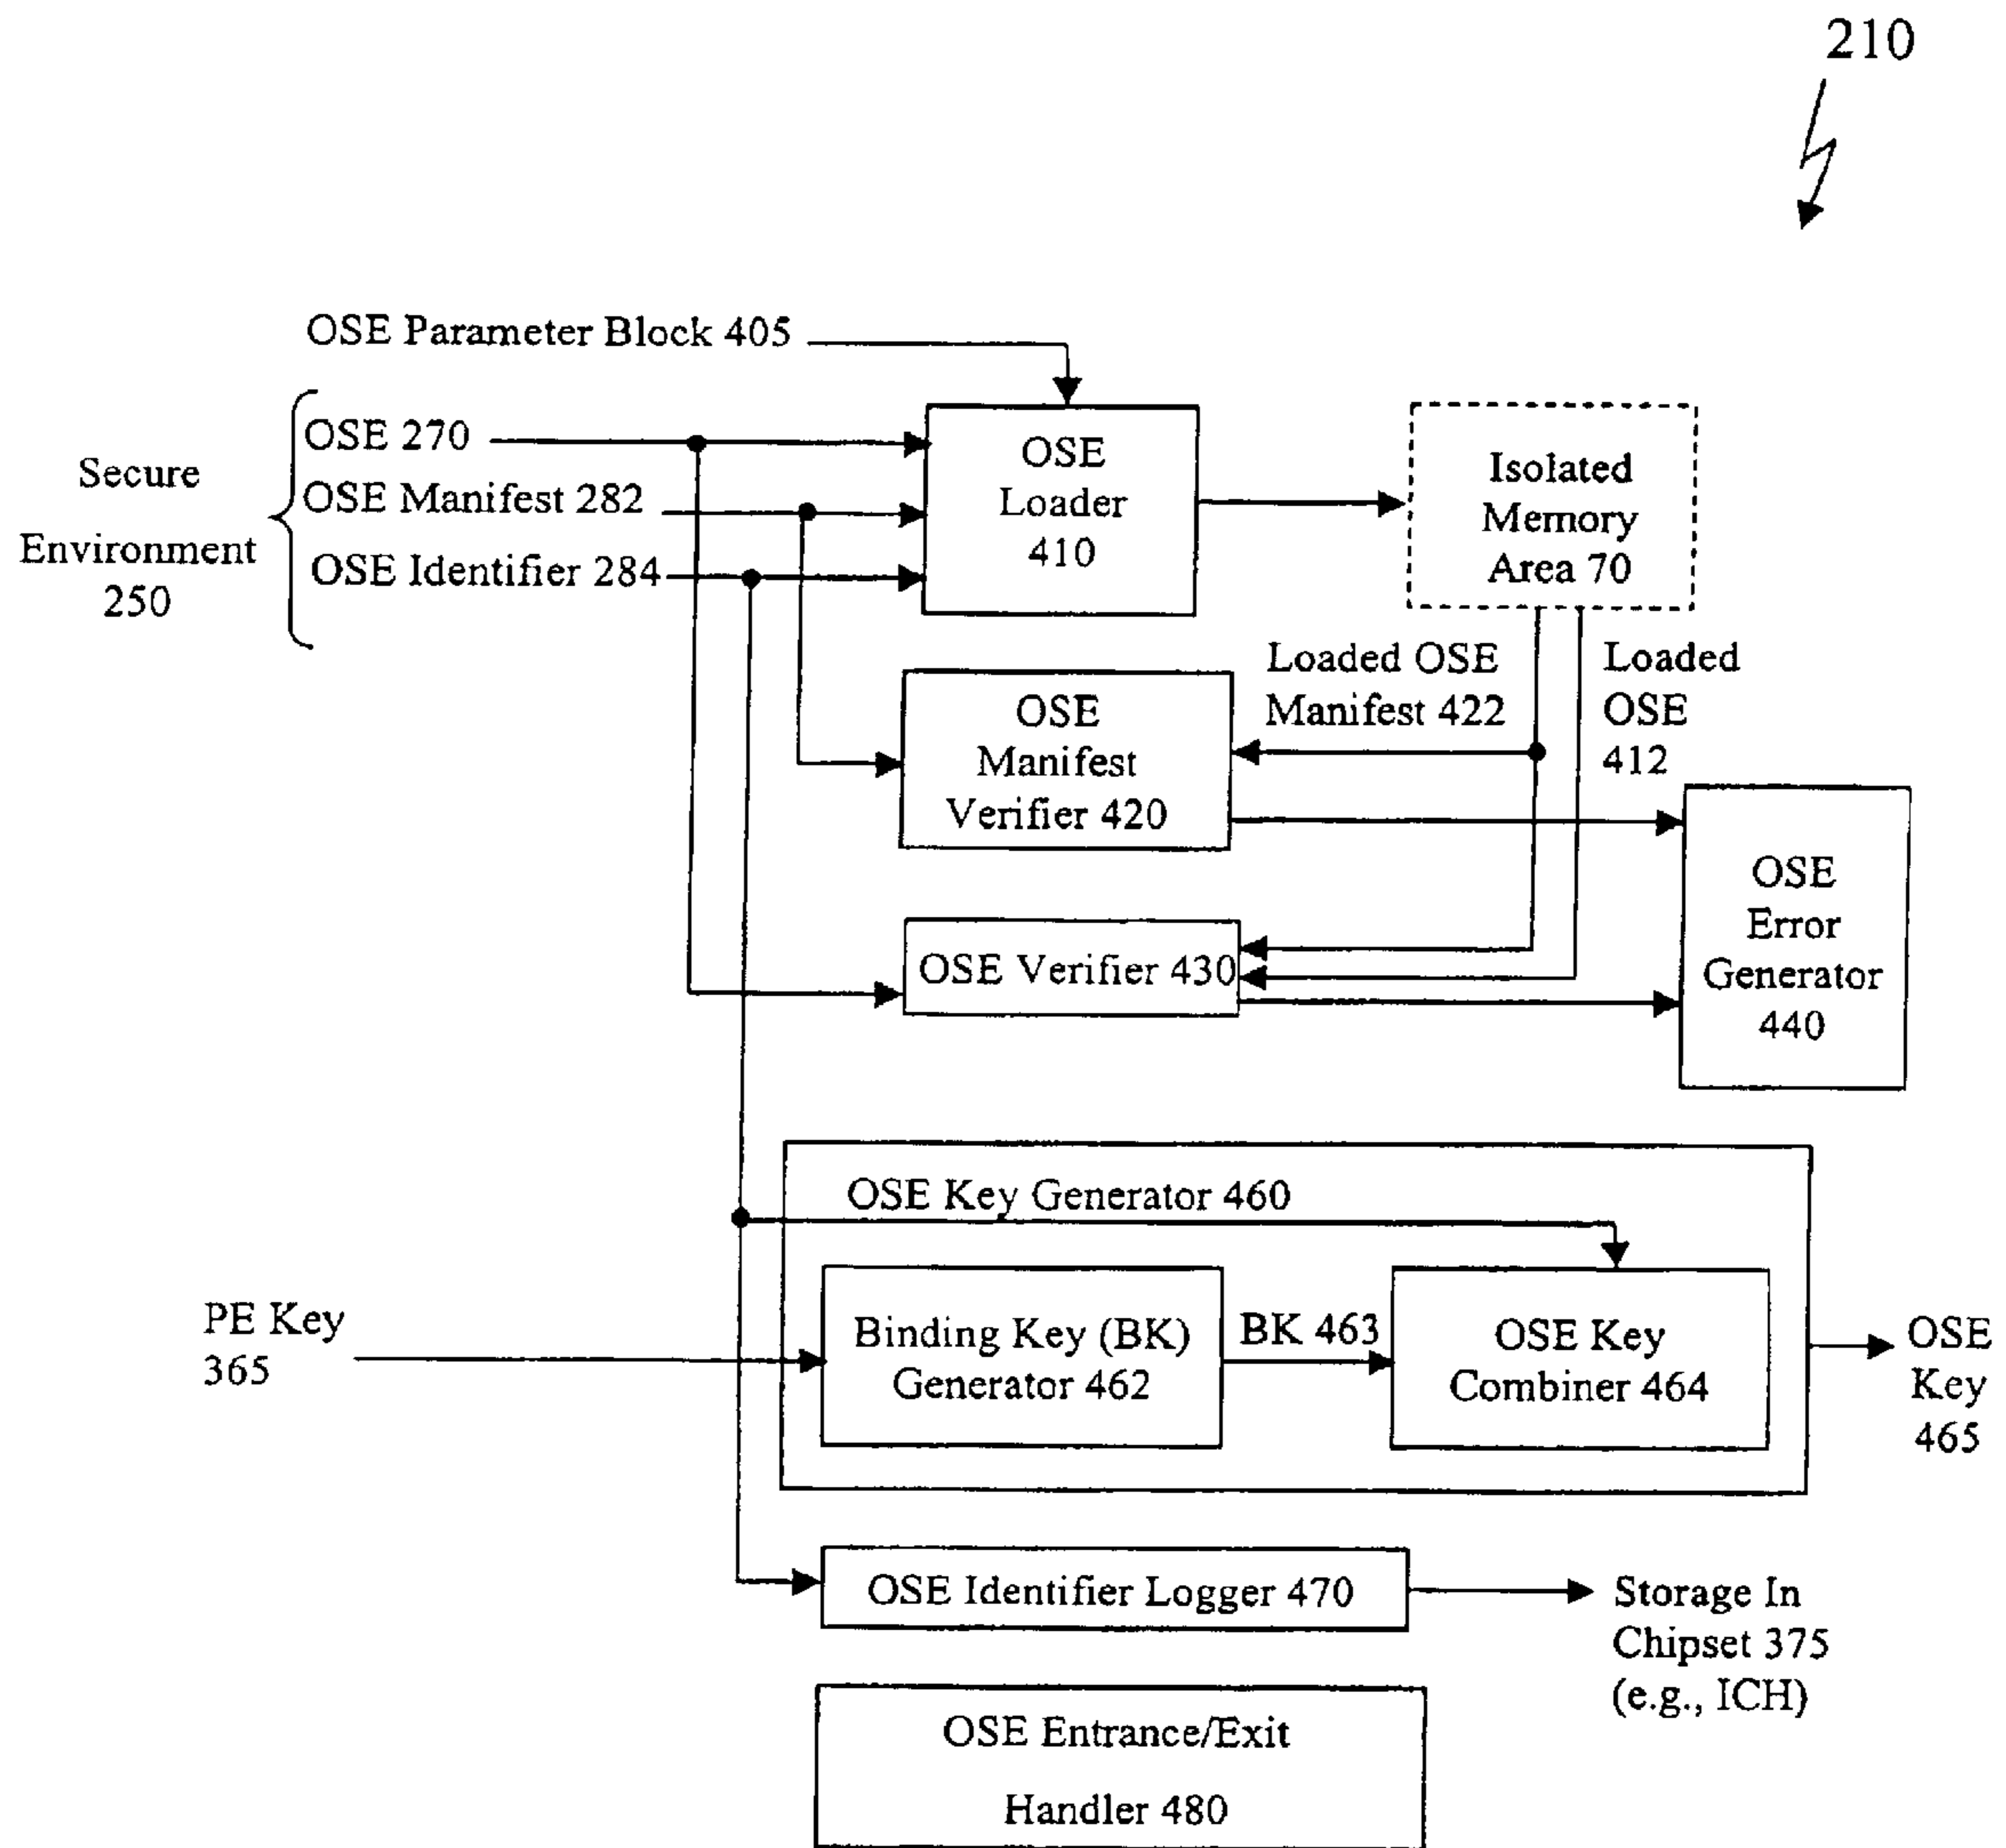 210
OSE Parameter Block 405
Secure
Environment
250
OSE 270
OSE Manifest 282
OSE Identifier 284
OSE
Loader
410
Isolated
Memory
Area 70
Loaded OSE
Manifest 422
Loaded
OSE
412
OSE
Manifest
Verifier 420
OSE Verifier 430
OSE
Error
Generator
440
OSE Key Generator 460
PE Key
365
Binding Key (BK)
Generator 462
BK 463
OSE Key
Combiner 464
OSE
Key
465
OSE Identifier Logger 470
Storage In
Chipset 375
(e.g., ICH)
OSE Entrance/Exit
Handler 480